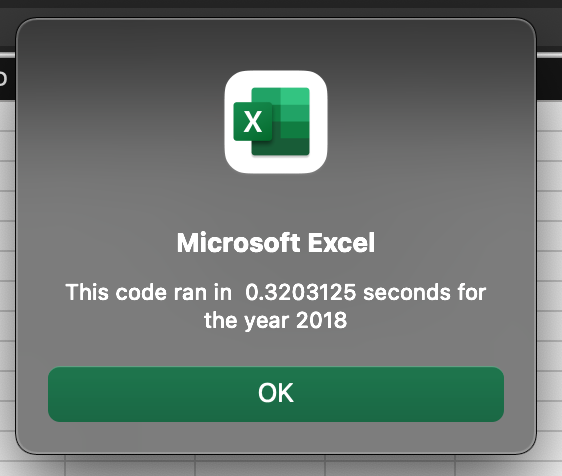 X
Microsoft Excel
This code ran in  0.3203125 seconds for
the year 2018
OK